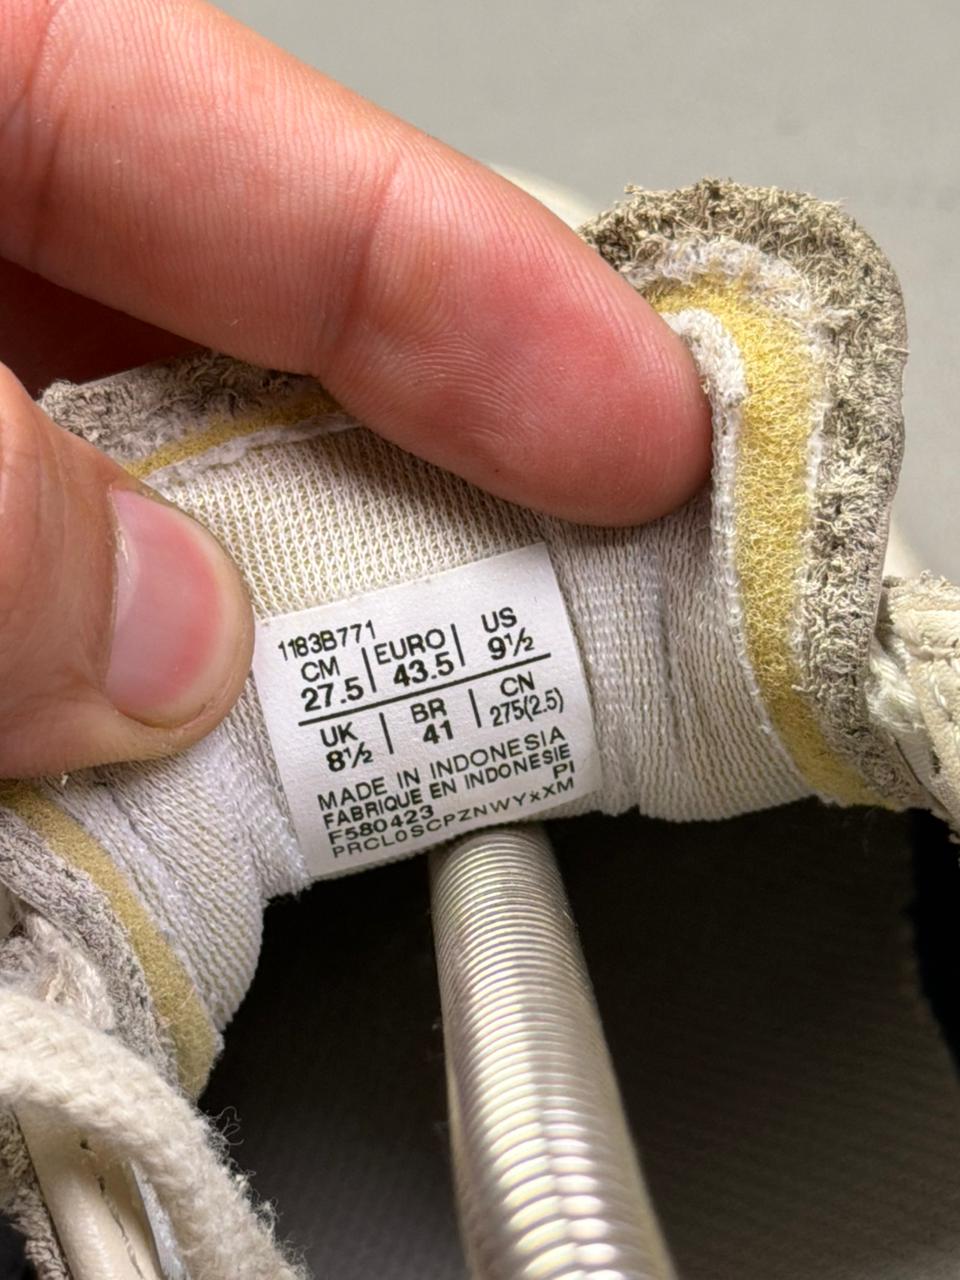 1183B771
CM | EURO | US
27.5 | 43.5 | 9½
UK | BR | CN
8½ | 41 | 275(2.5)
MADE IN INDONESIA
FABRIQUE EN INDONÉSIE
F580423 PI
PRCL0SCPZNWYxXM